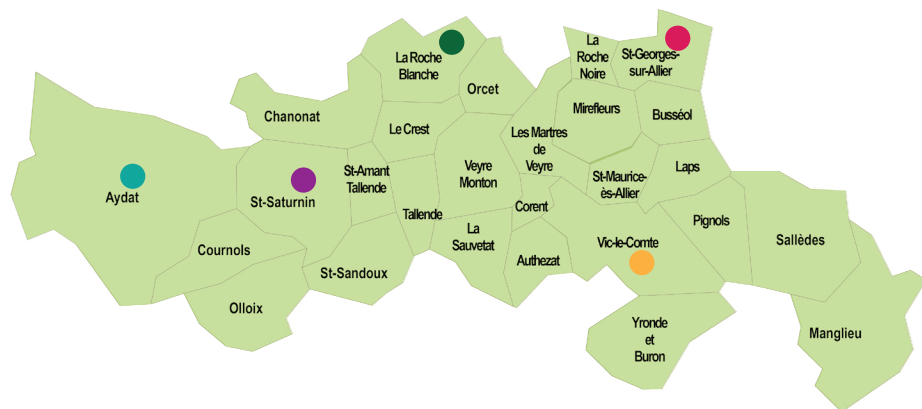 La Roche
Blanche
Orcet
La
Roche
Noire
St-Georges-
sur-Allier
Chanonat
Le Crest
Les Martres
de
Veyre
Mirefleurs
Busséol
Aydat
St-Saturnin
St-Amant
Tallende
Veyre
Monton
St-Maurice-
ès-Allier
Laps
Cournols
Tallende
La
Sauvetat
Corent
Vic-le-Comte
Pignols
Sallèdes
Olloix
St-Sandoux
Authezat
Yronde
et
Buron
Manglieu